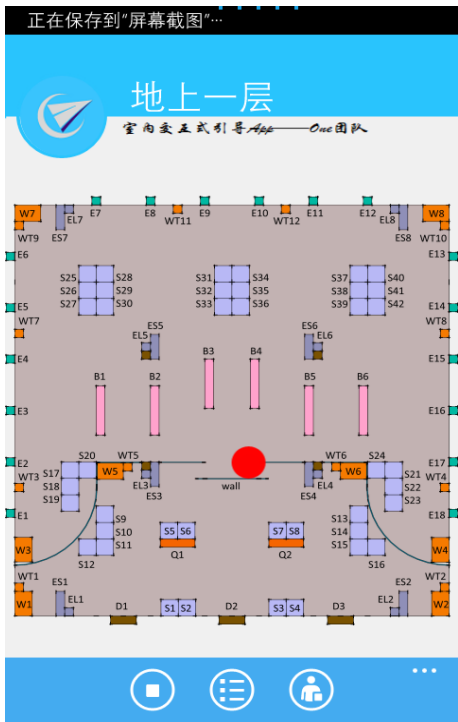 正在保存到“屏幕截图”…
地上一层
室内交互式引导App——One团队
W7 EL7 E7 E8 E9 E10 E11 E12 EL8 W8
WT9 ES7 WT11 WT12 ES8 WT10
E6 E13
S25 S28 S31 S34 S37 S40
S26 S29 S32 S35 S38 S41
S27 S30 S33 S36 S39 S42
E5 E14
WT7 ES5 ES6 WT8
EL5 EL6
E4 B3 B4 E15
B1 B2 B5 B6
E3 E16
E2 S20 WT5 WT6 S24 E17
WT3 S17 W5 W6 S21 WT4
S18 EL3 EL4 S22
S19 ES3 wall ES4 S23
E1 S9 S13 E18
S10 S5 S6 S7 S8 S14
W3 S11 Q1 Q2 S15 W4
S12 S16
WT1 ES1 ES2 WT2
W1 EL1 D1 S1 S2 D2 S3 S4 D3 EL2 W2